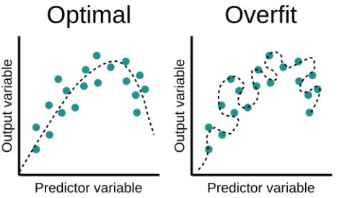 Optimal
Overfit
Output variable
Predictor variable
Output variable
Predictor variable